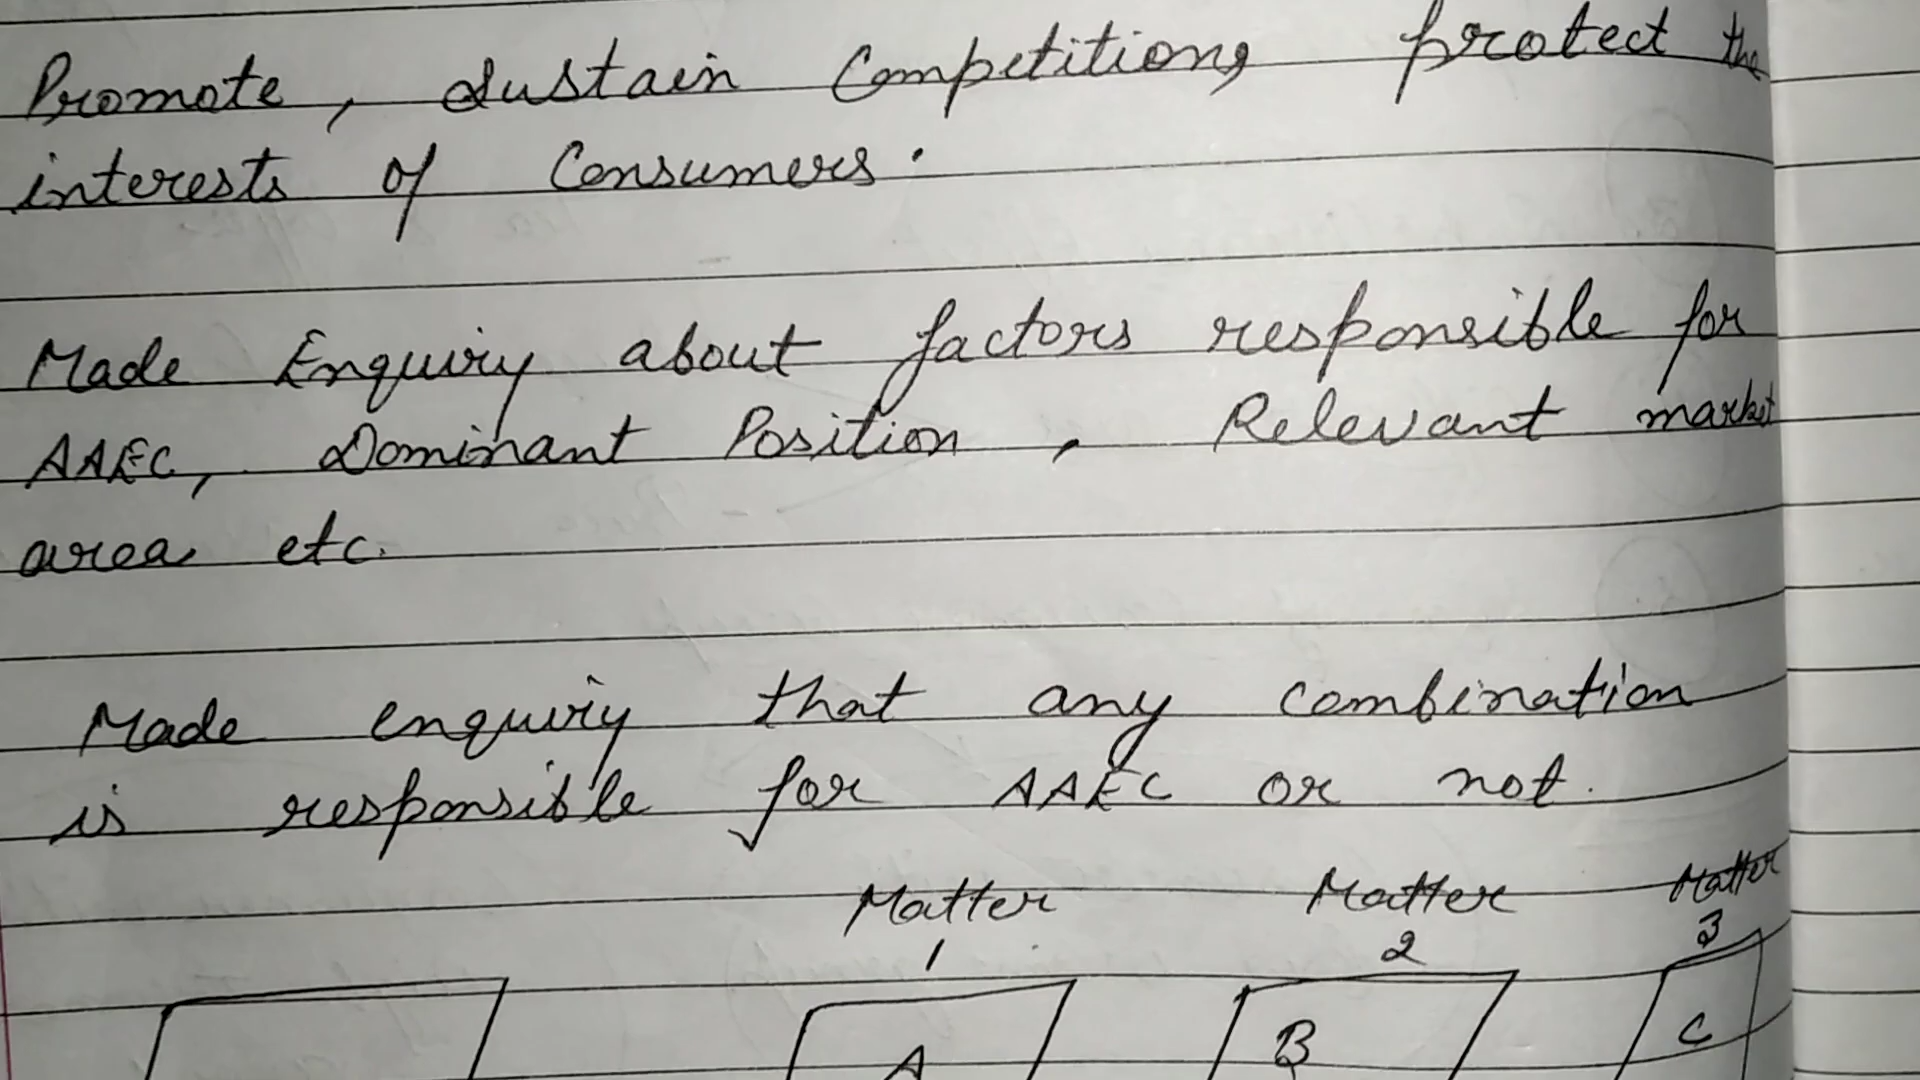 Promote, Sustain Competition, protect the
interests of Consumers.
Made Enquiry about factors responsible for
AAEC, Dominant Position, Relevant market
area etc.
Made enquiry that any combination
is responsible for AAEC or not.
Matter Matter Matter
1 2 3
A B C